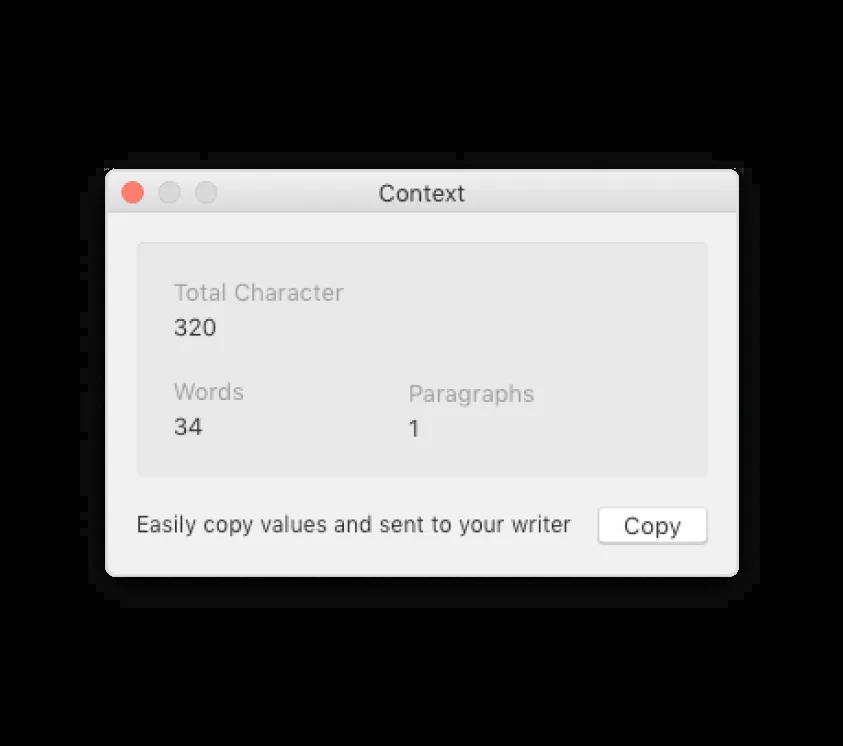 Context
Total Character
320
Words
Paragraphs
34
1
Easily copy values and sent to your writer
Copy